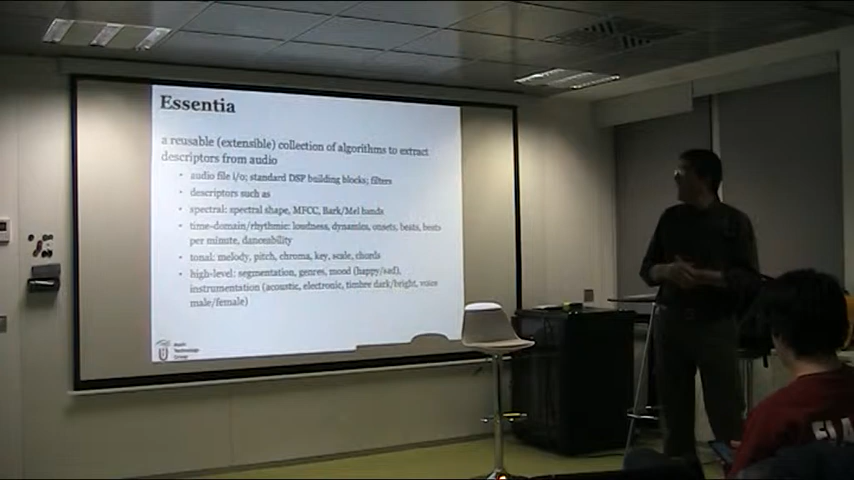 Essentia
a reusable (extensible) collection of algorithms to extract
descriptors from audio
• audio file i/o; standard DSP building blocks; filters
• descriptors such as
• spectral: spectral shape, MFCC, Bark/Mel bands
• time-domain/rhythmic: loudness, dynamics, onsets, beats, beats
per minute, danceability
• tonal: melody, pitch, chroma, key, scale, chords
• high-level: segmentation, genres, mood (happy/sad),
instrumentation (acoustic, electronic, timbre dark/bright, voice
male/female)
Music
Technology
Group